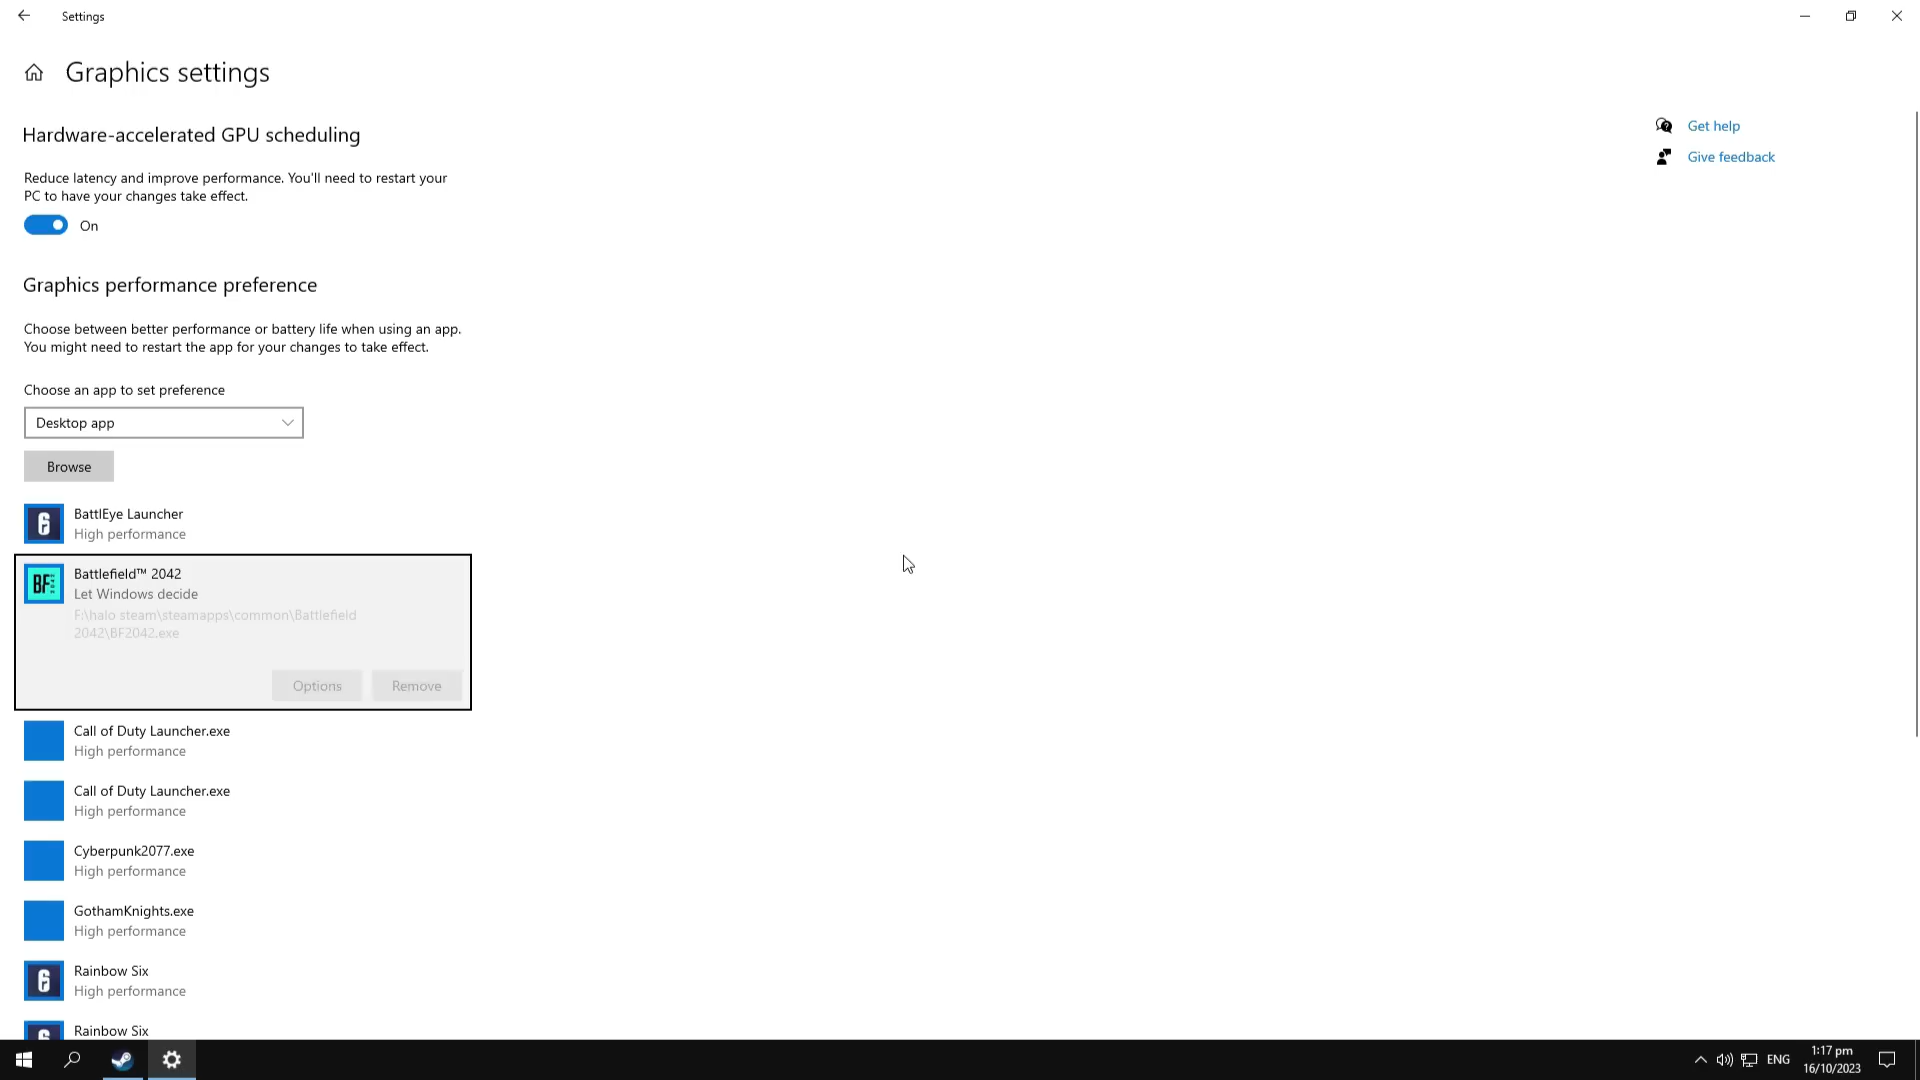 Settings
Graphics settings
Hardware-accelerated GPU scheduling
Reduce latency and improve performance. You'll need to restart your
PC to have your changes take effect.
On
Graphics performance preference
Choose between better performance or battery life when using an app.
You might need to restart the app for your changes to take effect.
Choose an app to set preference
Desktop app
Browse
BattlEye Launcher
High performance
BF
Battlefield™ 2042
Let Windows decide
F:\halo steam\steamapps\common\Battlefield
2042\BF2042.exe
Options Remove
Call of Duty Launcher.exe
High performance
Call of Duty Launcher.exe
High performance
Cyberpunk2077.exe
High performance
GothamKnights.exe
High performance
Rainbow Six
High performance
Rainbow Six
Get help
Give feedback
ENG
1:17 pm
16/10/2023